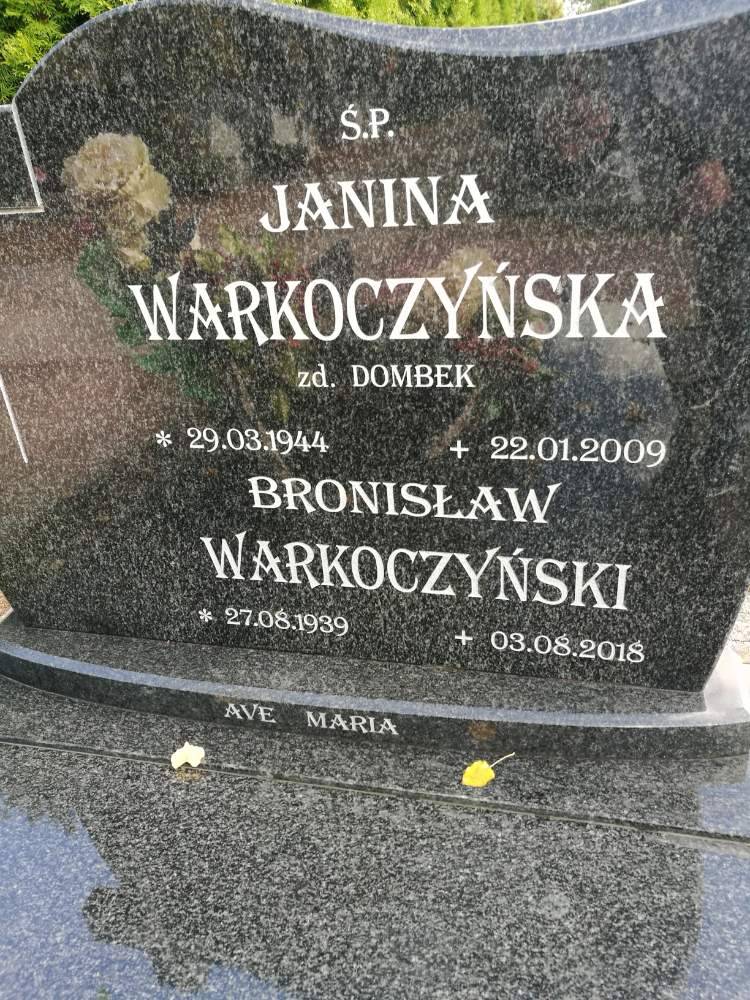 Ś.P.
JANINA
WARKOCZYŃSKA
zd. DOMBEK
* 29.03.1944 + 22.01.2009
BRONISŁAW
WARKOCZYŃSKI
* 27.08.1939 + 03.08.2018
AVE MARIA